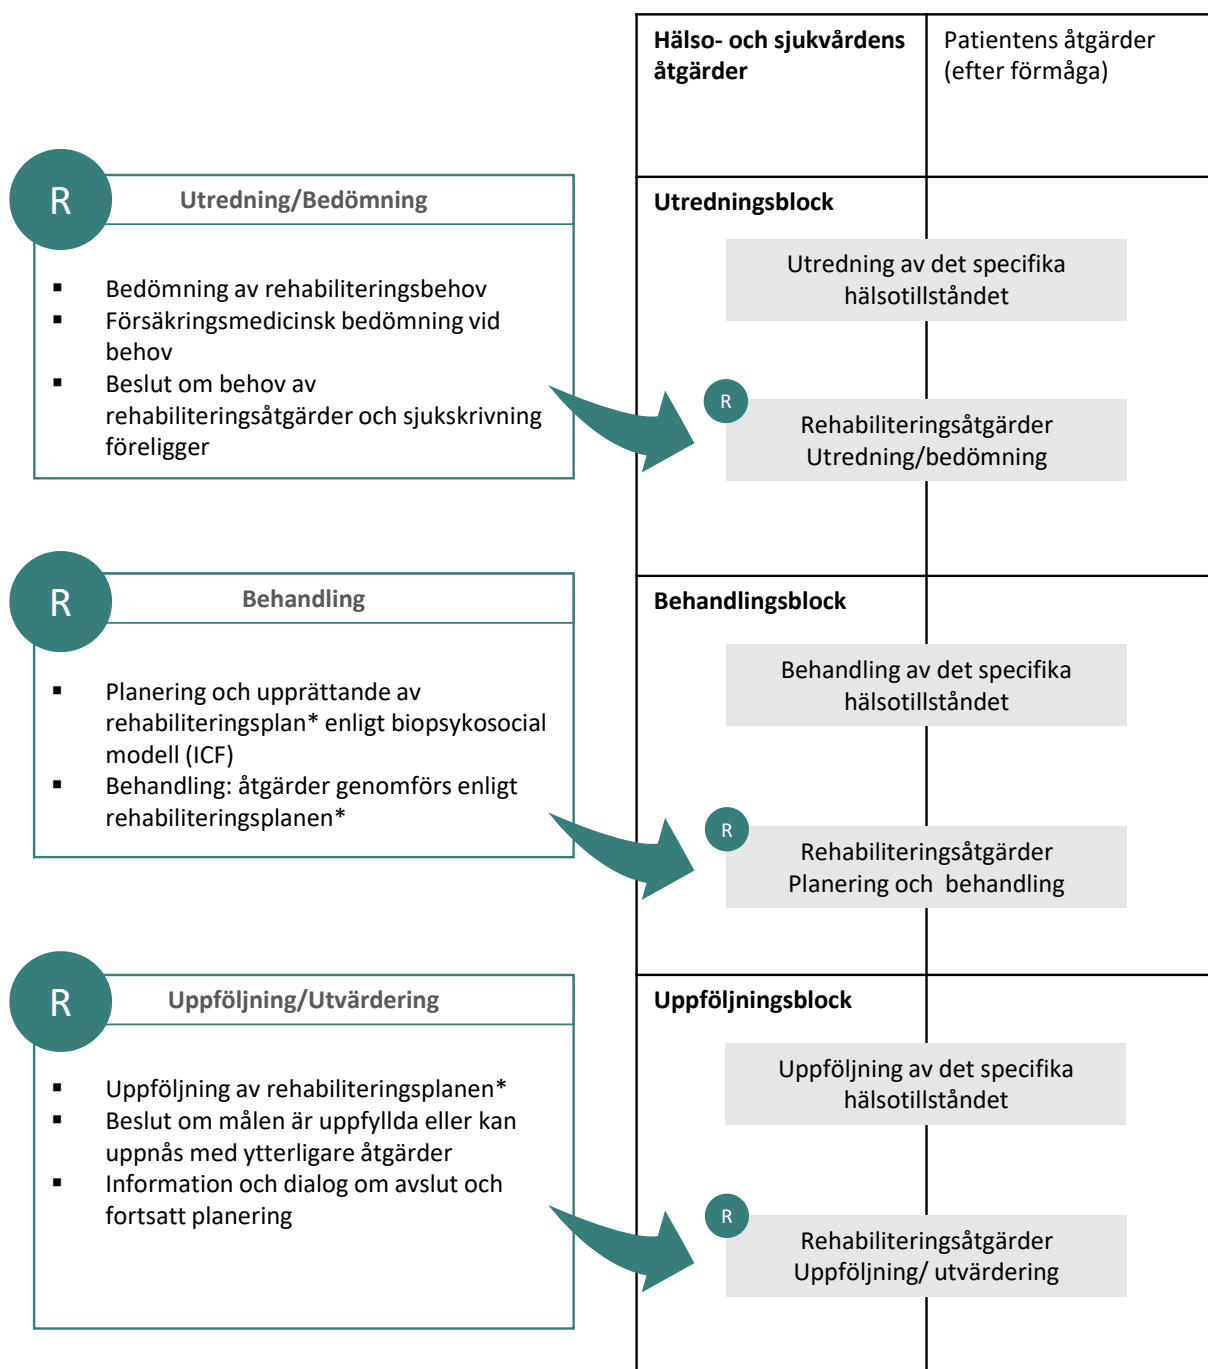 Hälso- och sjukvårdens
åtgärder
Patientens åtgärder
(efter förmåga)
R
Utredning/Bedömning
▪ Bedömning av rehabiliteringsbehov
▪ Försäkringsmedicinsk bedömning vid
behov
▪ Beslut om behov av
rehabiliteringsåtgärder och sjukskrivning
föreligger
Utredningsblock
Utredning av det specifika
hälsotillståndet
R
Rehabiliteringsåtgärder
Utredning/bedömning
R
Behandling
▪ Planering och upprättande av
rehabiliteringsplan* enligt biopsykosocial
modell (ICF)
▪ Behandling: åtgärder genomförs enligt
rehabiliteringsplanen*
Behandlingsblock
Behandling av det specifika
hälsotillståndet
R
Rehabiliteringsåtgärder
Planering och  behandling
R
Uppföljning/Utvärdering
▪ Uppföljning av rehabiliteringsplanen*
▪ Beslut om målen är uppfyllda eller kan
uppnås med ytterligare åtgärder
▪ Information och dialog om avslut och
fortsatt planering
Uppföljningsblock
Uppföljning av det specifika
hälsotillståndet
R
Rehabiliteringsåtgärder
Uppföljning/ utvärdering